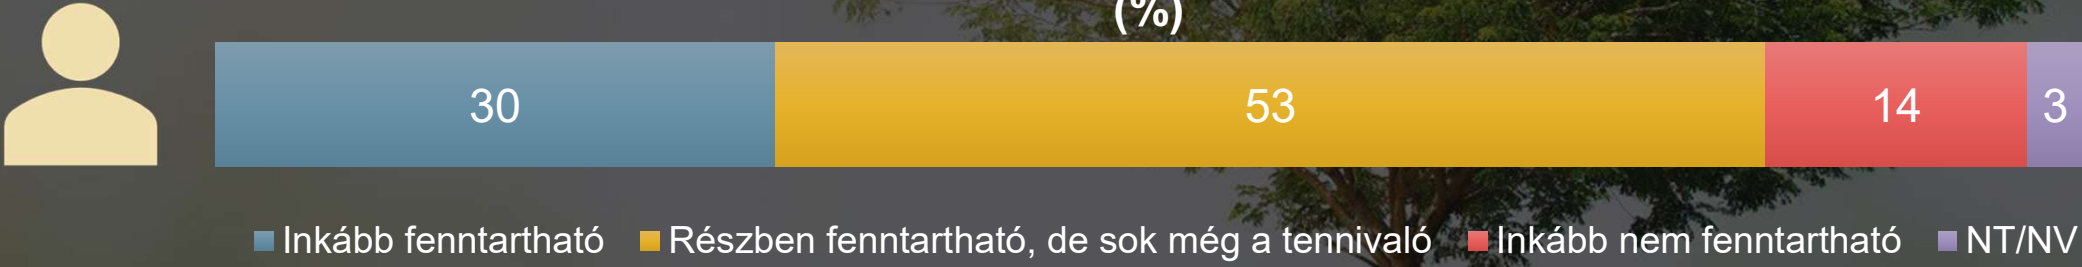 (%)
30 53 14 3
Inkább fenntartható Részben fenntartható, de sok még a tennivaló Inkább nem fenntartható NT/NV